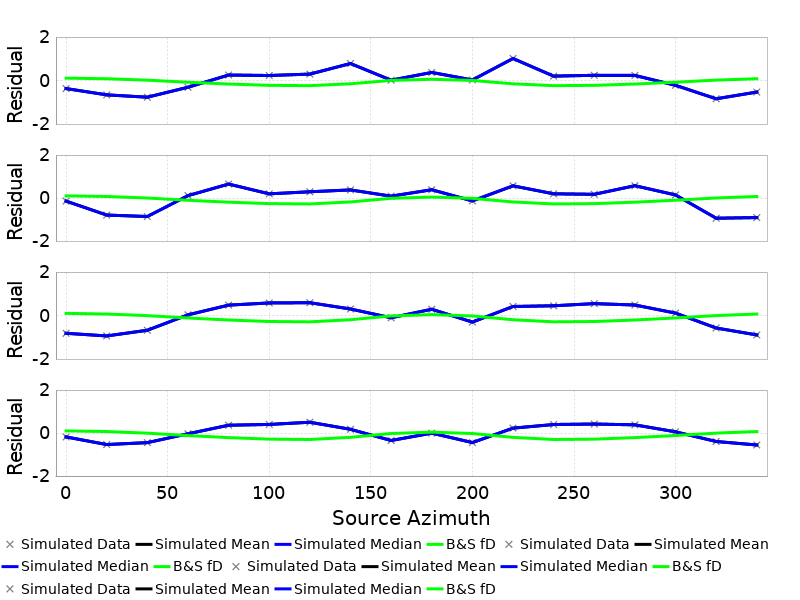 2
0
-2
Residual
2
0
-2
Residual
2
0
-2
Residual
2
0
-2
Residual
0 50 100 150 200 250 300
Source Azimuth
× Simulated Data Simulated Mean Simulated Median B&S fD × Simulated Data Simulated Mean
Simulated Median B&S fD × Simulated Data Simulated Mean Simulated Median B&S fD
× Simulated Data Simulated Mean Simulated Median B&S fD